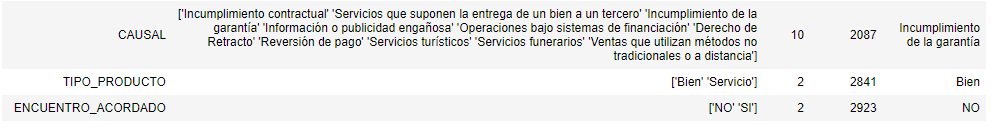 ['Incumplimiento contractual' 'Servicios que suponen la entrega de un bien a un tercero' 'Incumplimiento de la
garantía' 'Información o publicidad engañosa' 'Operaciones bajo sistemas de financiación' 'Derecho de
CAUSAL Retracto' 'Reversión de pago' 'Servicios turísticos' 'Servicios funerarios' 'Ventas que utilizan métodos no
tradicionales o a distancia'] 10 2087 Incumplimiento
de la garantía
TIPO_PRODUCTO ['Bien' 'Servicio'] 2 2841 Bien
ENCUENTRO_ACORDADO ['NO' 'SI'] 2 2923 NO